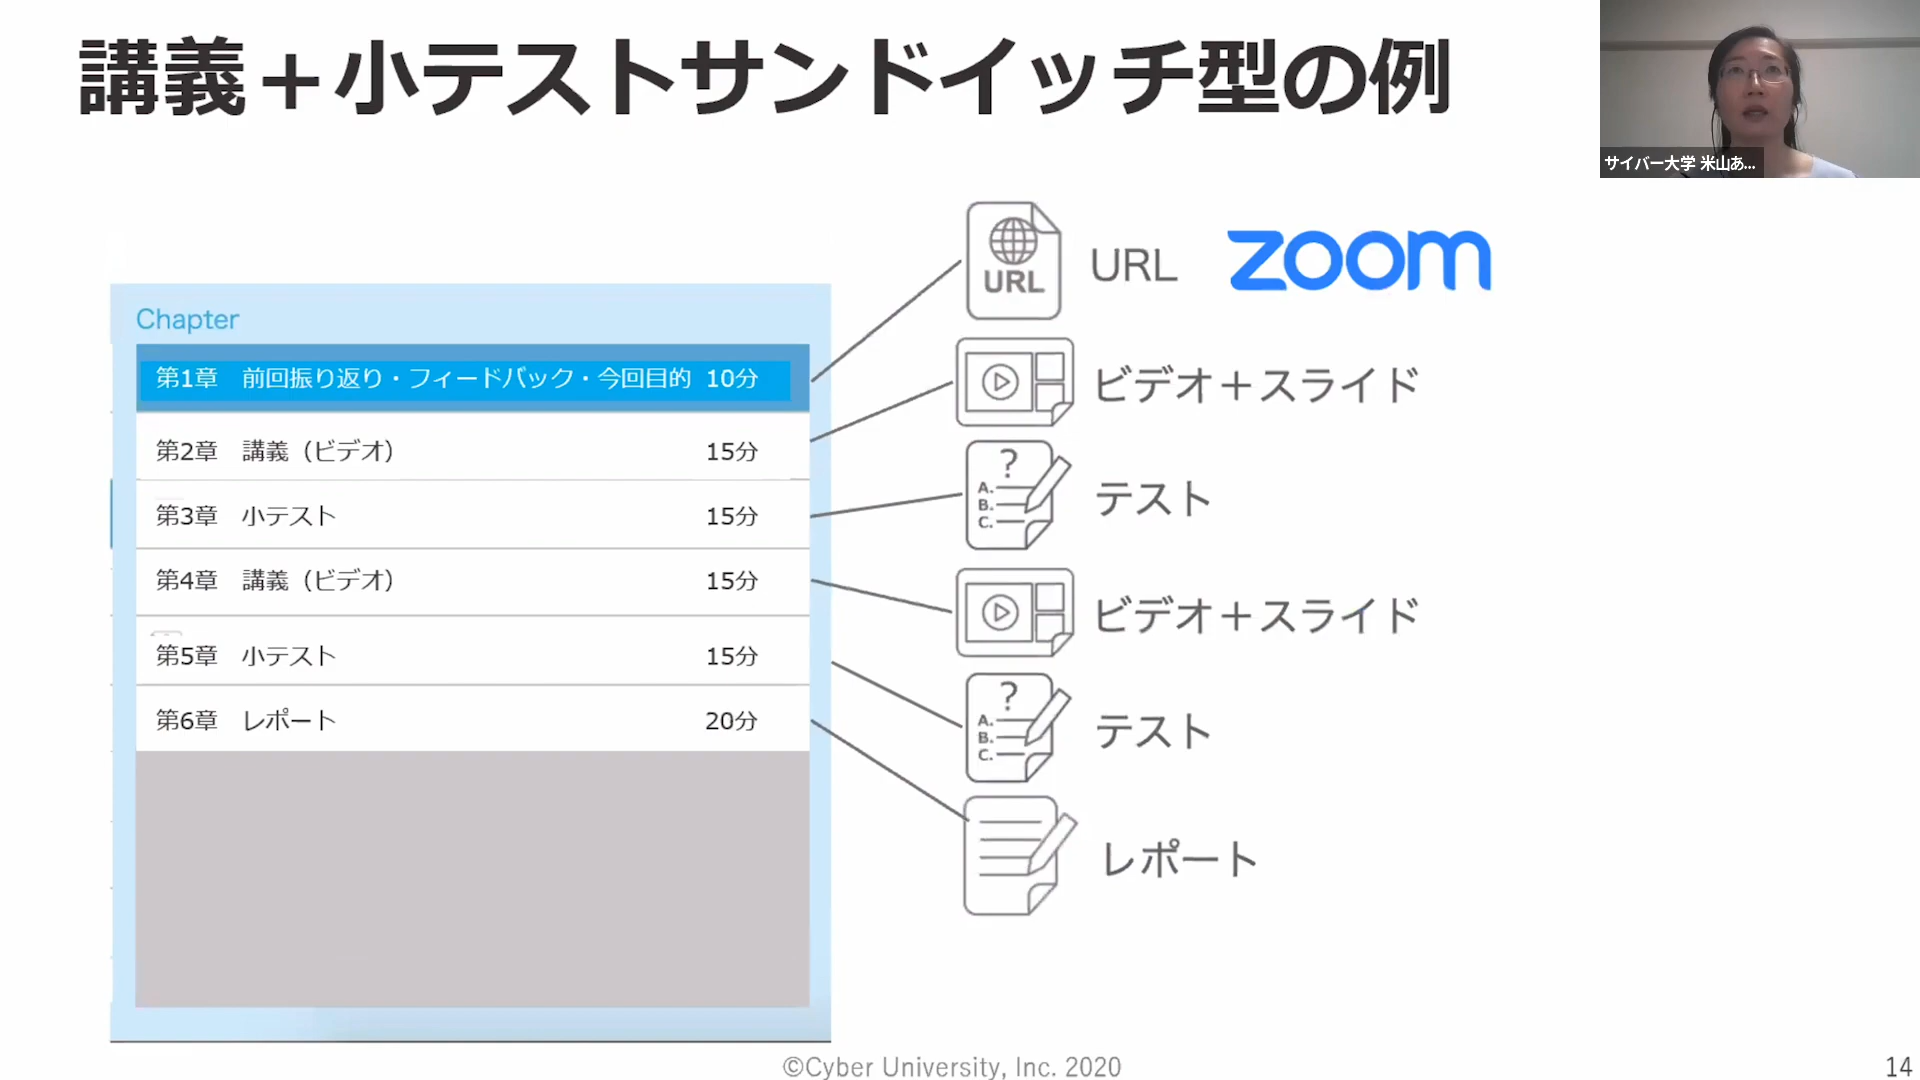 講義＋小テストサンドイッチ型の例
サイバー大学 米山あ...
Chapter
第1章 前回振り返り・フィードバック・今回目的 10分
第2章 講義（ビデオ） 15分
第3章 小テスト 15分
第4章 講義（ビデオ） 15分
第5章 小テスト 15分
第6章 レポート 20分
URL
URL
zoom
ビデオ＋スライド
?
A.
B.
C.
テスト
ビデオ＋スライド
?
A.
B.
C.
テスト
レポート
©Cyber University, Inc. 2020
14